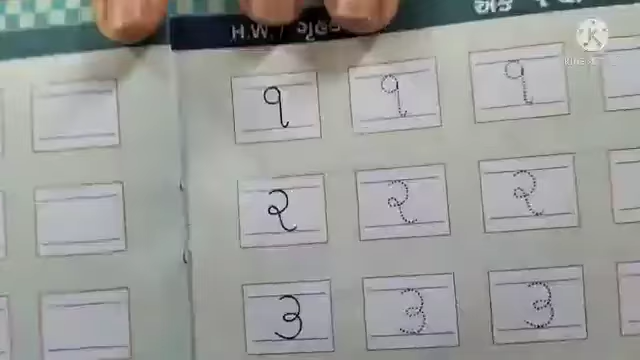 H.W. /
૧ ૧ ૧
૨ ૨ ૨
૩ ૩ ૩